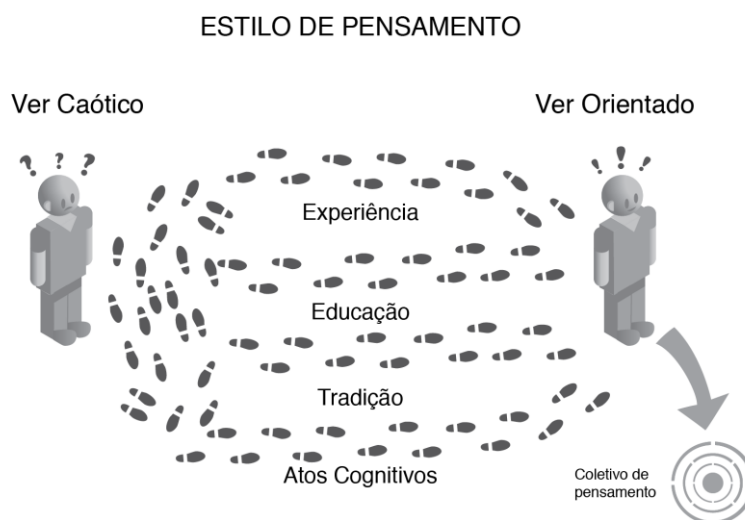 ESTILO DE PENSAMENTO
Ver Caótico
Ver Orientado
? ? ?
! ! !
Experiência
Educação
Tradição
Atos Cognitivos
Coletivo de
pensamento